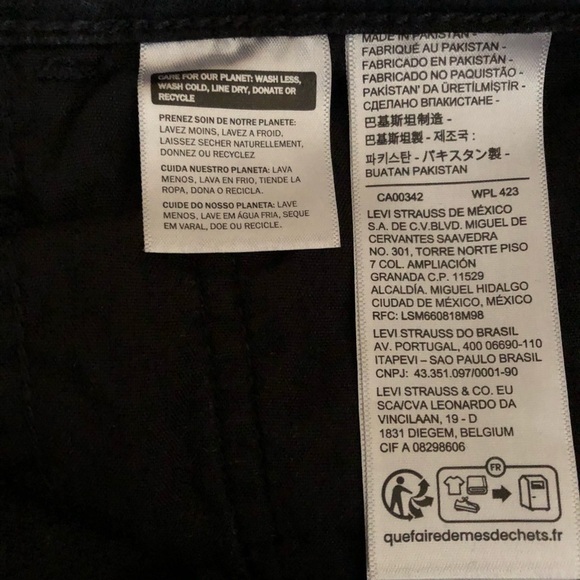 CARE FOR OUR PLANET: WASH LESS,
WASH COLD, LINE DRY, DONATE OR
RECYCLE
PRENEZ SOIN DE NOTRE PLANETE:
LAVEZ MOINS, LAVEZ A FROID,
LAISSEZ SECHER NATURELLEMENT,
DONNEZ OU RECYCLEZ
CUIDA NUESTRO PLANETA: LAVA
MENOS, LAVA EN FRIO, TIENDE LA
ROPA, DONA O RECICLA.
CUIDE DO NOSSO PLANETA: LAVE
MENOS, LAVE EM ÁGUA FRIA, SEQUE
EM VARAL, DOE OU RECICLE.
MADE IN PAKISTAN -
FABRIQUÉ AU PAKISTAN -
FABRICADO EN PAKISTÁN -
FABRICADO NO PAQUISTÃO -
PAKİSTAN' DA ÜRETİLMİŞTİR -
СДЕЛАНО ВПАКИСТАНЕ -
巴基斯坦制造 -
巴基斯坦製 - 제조국 :
파키스탄 - パキスタン製 -
BUATAN PAKISTAN
CA00342 WPL 423
LEVI STRAUSS DE MÉXICO
S.A. DE C.V.BLVD. MIGUEL DE
CERVANTES SAAVEDRA
NO. 301, TORRE NORTE PISO
7 COL. AMPLIACIÓN
GRANADA C.P. 11529
ALCALDÍA. MIGUEL HIDALGO
CIUDAD DE MÉXICO, MÉXICO
RFC: LSM660818M98
LEVI STRAUSS DO BRASIL
AV. PORTUGAL, 400 06690-110
ITAPEVI – SAO PAULO BRASIL
CNPJ: 43.351.097/0001-90
LEVI STRAUSS & CO. EU
SCA/CVA LEONARDO DA
VINCILAAN, 19 - D
1831 DIEGEM, BELGIUM
CIF A 08298606
FR
quefairedemesdechets.fr